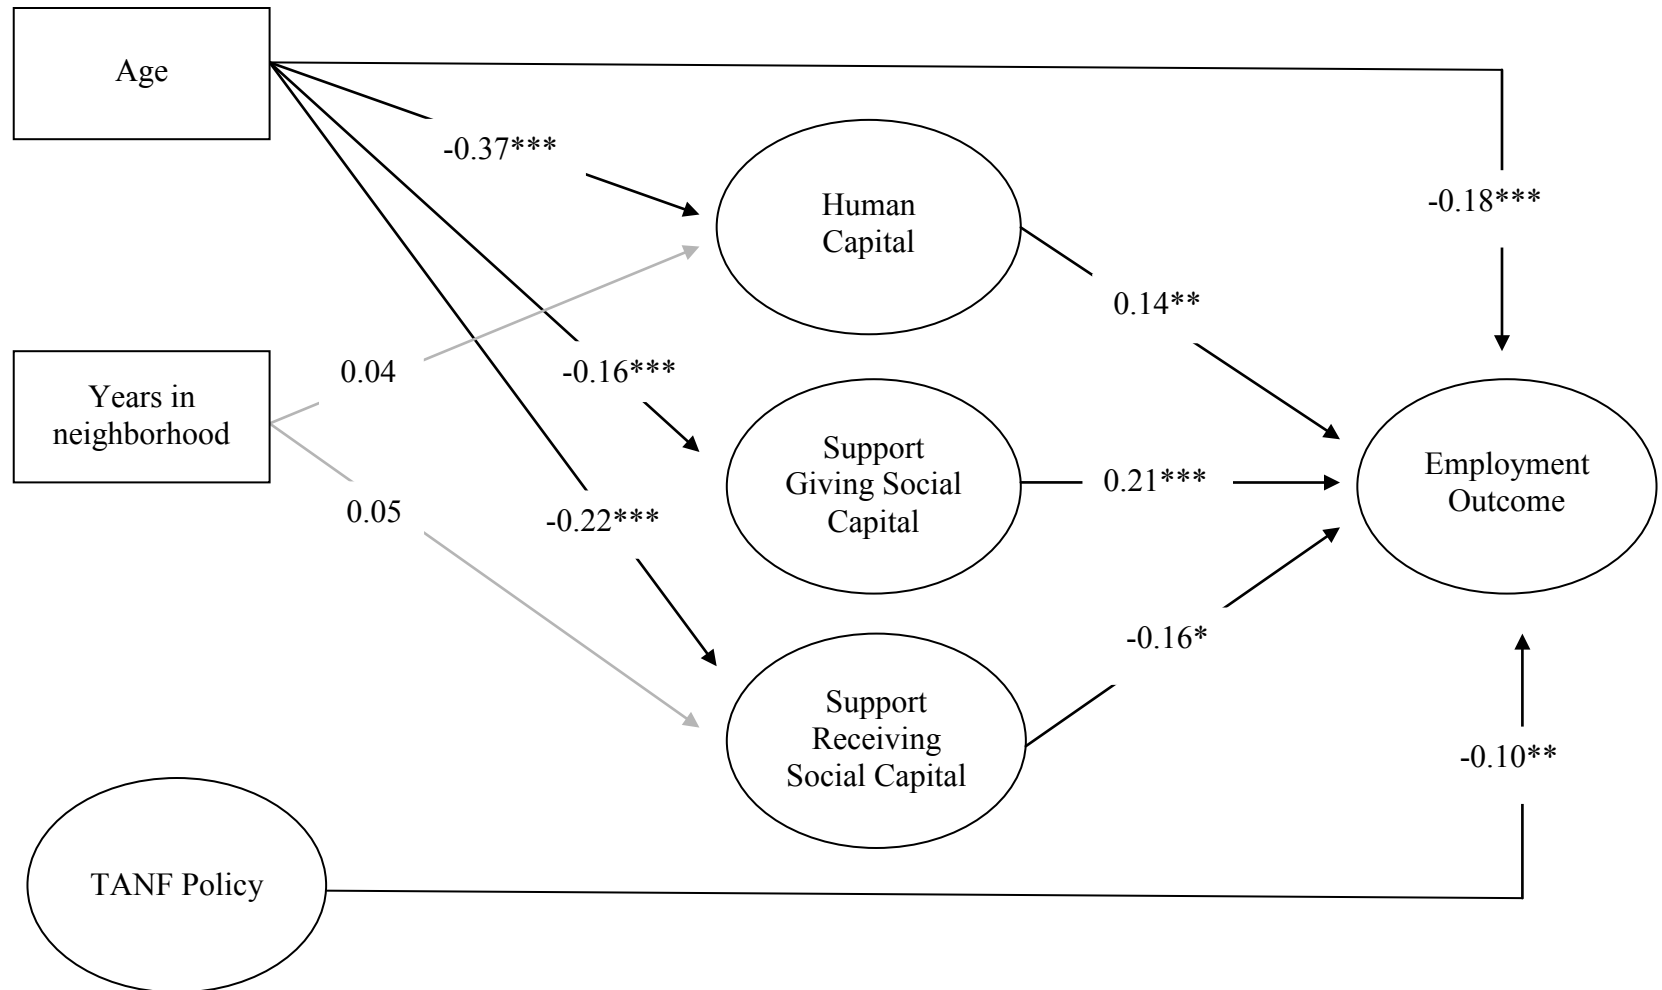 Age
-0.37***
Human
Capital
-0.18***
0.14**
0.04
-0.16***
Years in
neighborhood
Support
Giving Social
Capital
0.21***
Employment
Outcome
0.05
-0.22***
-0.16*
Support
Receiving
Social Capital
-0.10**
TANF Policy